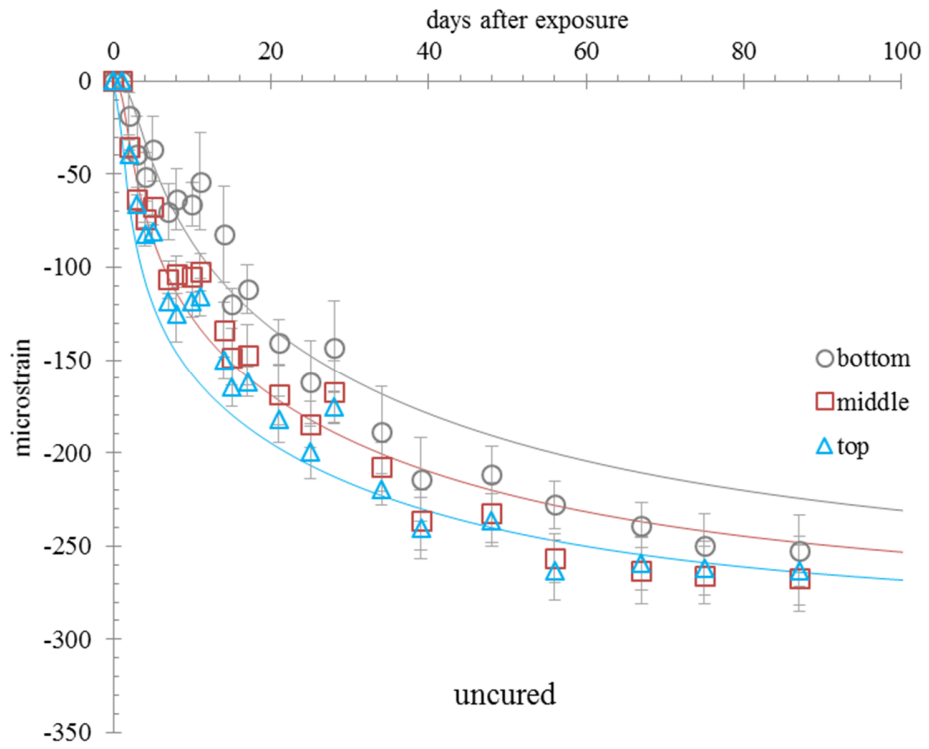 days after exposure
0 20 40 60 80 100
0
-50
-100
-150
-200
-250
-300
-350
microstrain
bottom
middle
top
uncured